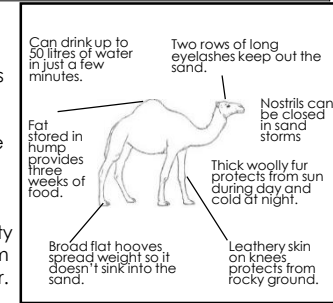 Can drink up to
50 litres of water
in just a few
minutes.
Two rows of long
eyelashes keep out the
sand.
Nostrils can
be closed
in sand
storms
Fat
stored in
hump
provides
three
weeks of
food.
Thick woolly fur
protects from sun
during day and
cold at night.
Broad flat hooves
spread weight so it
doesn't sink into the
sand.
Leathery skin
on knees
protects from
rocky ground.